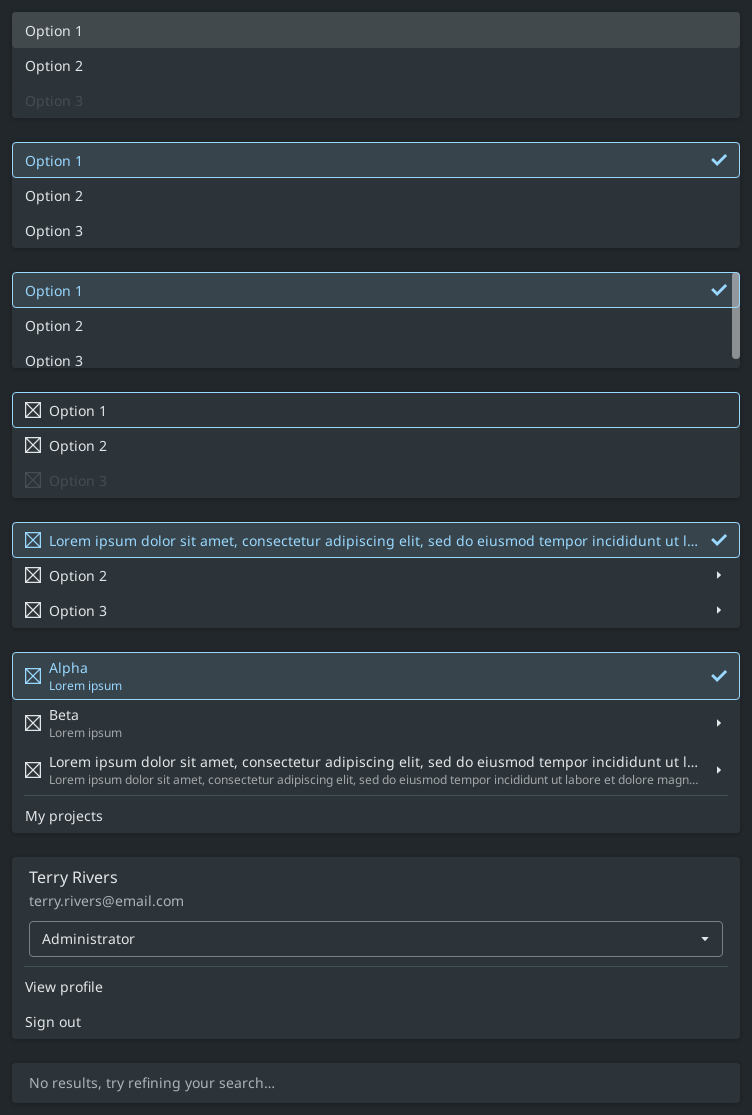 Option 1
Option 2
Option 3
Option 1
Option 2
Option 3
Option 1
Option 2
Option 3
Option 1
Option 2
Option 3
Lorem ipsum dolor sit amet, consectetur adipiscing elit, sed do eiusmod tempor incididunt ut l...
Option 2
Option 3
Alpha
Lorem ipsum
Beta
Lorem ipsum
Lorem ipsum dolor sit amet, consectetur adipiscing elit, sed do eiusmod tempor incididunt ut l...
Lorem ipsum dolor sit amet, consectetur adipiscing elit, sed do eiusmod tempor incididunt ut labore et dolore magn...
My projects
Terry Rivers
terry.rivers@email.com
Administrator
View profile
Sign out
No results, try refining your search...